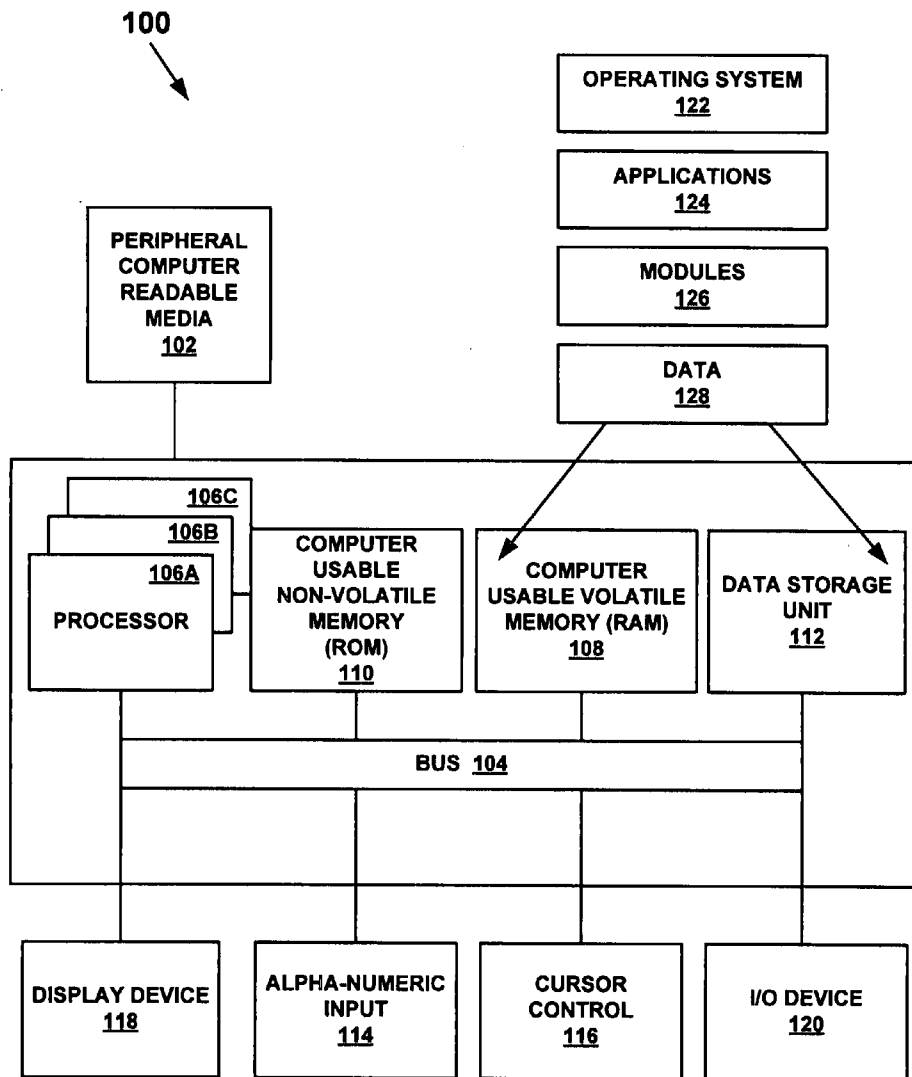 100
OPERATING SYSTEM
122
APPLICATIONS
124
MODULES
126
DATA
128
PERIPHERAL
COMPUTER
READABLE
MEDIA
102
106C
106B
106A
PROCESSOR
COMPUTER
USABLE
NON-VOLATILE
MEMORY
(ROM)
110
COMPUTER
USABLE VOLATILE
MEMORY (RAM)
108
DATA STORAGE
UNIT
112
BUS 104
DISPLAY DEVICE
118
ALPHA-NUMERIC
INPUT
114
CURSOR
CONTROL
116
I/O DEVICE
120